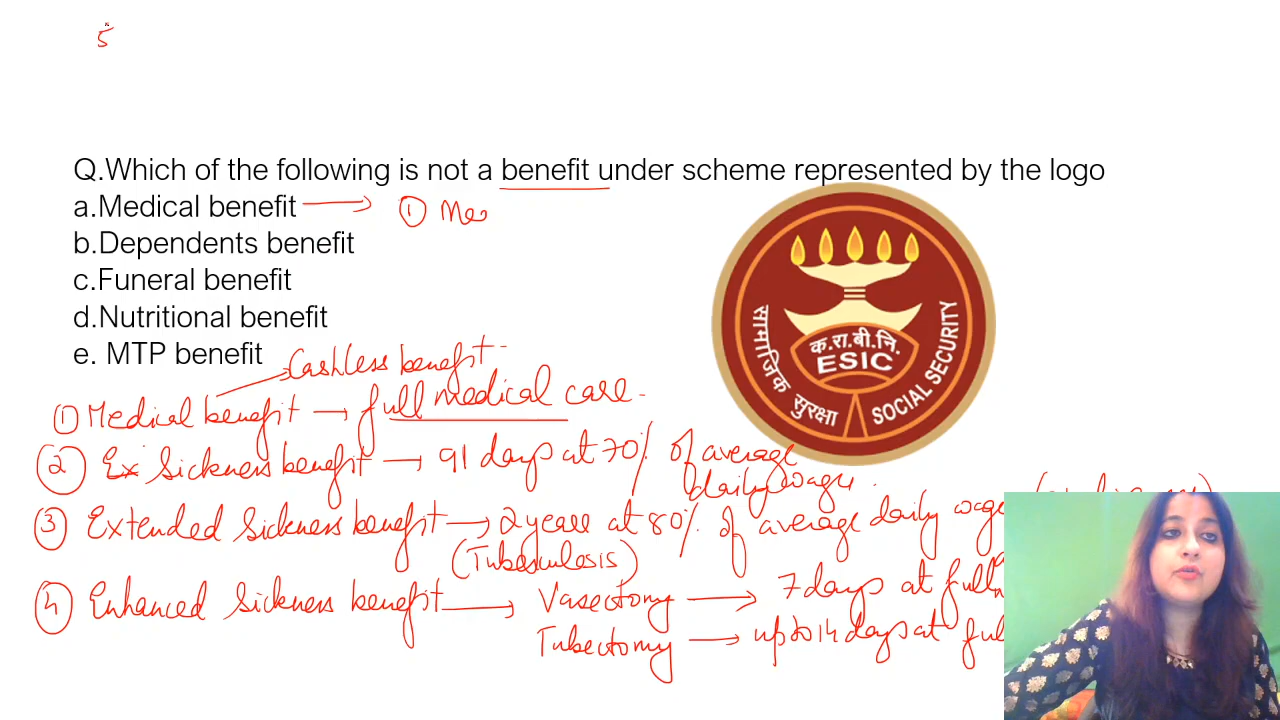 5
Q.Which of the following is not a benefit under scheme represented by the logo
a.Medical benefit → ① Me
b.Dependents benefit
c.Funeral benefit
d.Nutritional benefit
e. MTP benefit
Cashless benefit
① Medical benefit → full medical care
② Ex Sickness benefit → 91 days at 70% of average
daily wage
③ Extended Sickness benefit → 2 years at 80% of average daily wage
(Tuberculosis)
④ Enhanced Sickness benefit → Vasectomy → 7 days at full
Tubectomy → upto 14 days at ful
सामाजिक सुरक्षा
क.रा.बी.नि.
ESIC
SOCIAL SECURITY